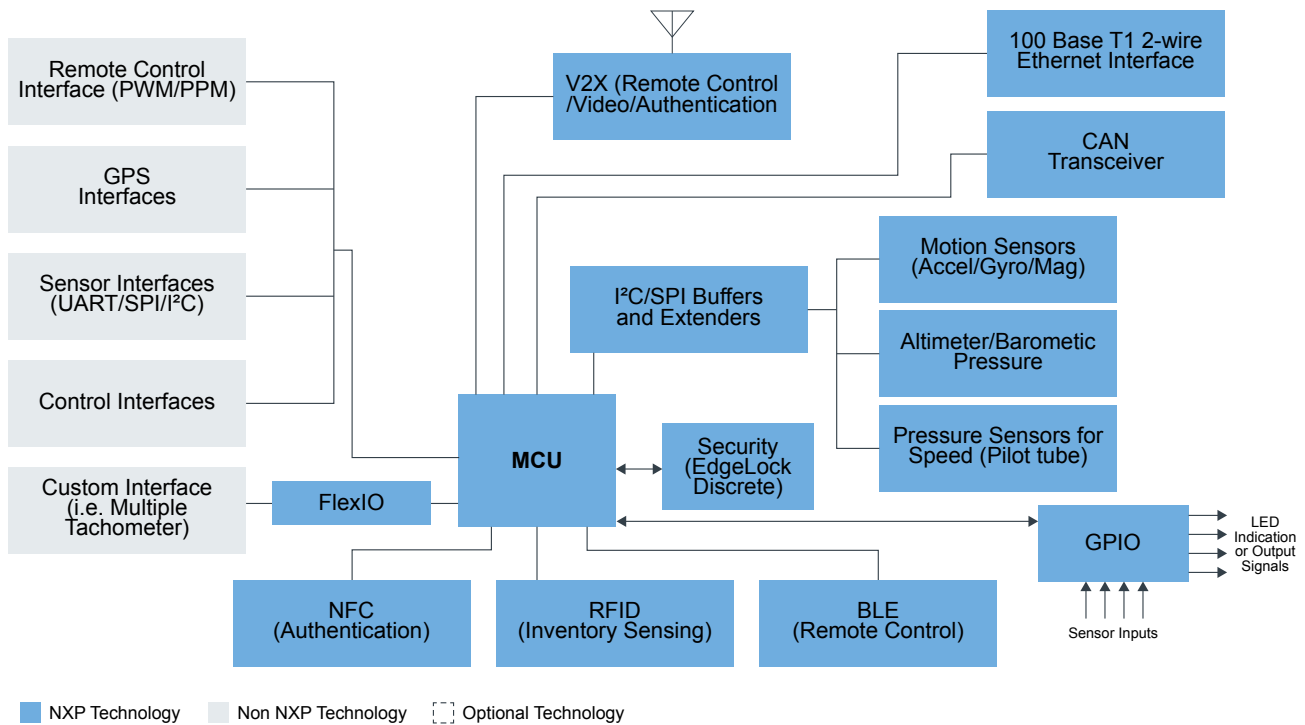 Remote Control
Interface (PWM/PPM)
GPS
Interfaces
Sensor Interfaces
(UART/SPI/I²C)
Control Interfaces
Custom Interface
(i.e. Multiple
Tachometer)
FlexIO
V2X (Remote Control
/Video/Authentication
100 Base T1 2-wire
Ethernet Interface
CAN
Transceiver
I²C/SPI Buffers
and Extenders
Motion Sensors
(Accel/Gyro/Mag)
Altimeter/Barometic
Pressure
Pressure Sensors for
Speed (Pilot tube)
MCU
Security
(EdgeLock
Discrete)
GPIO
LED
Indication
or Output
Signals
Sensor Inputs
NFC
(Authentication)
RFID
(Inventory Sensing)
BLE
(Remote Control)
NXP Technology
Non NXP Technology
Optional Technology